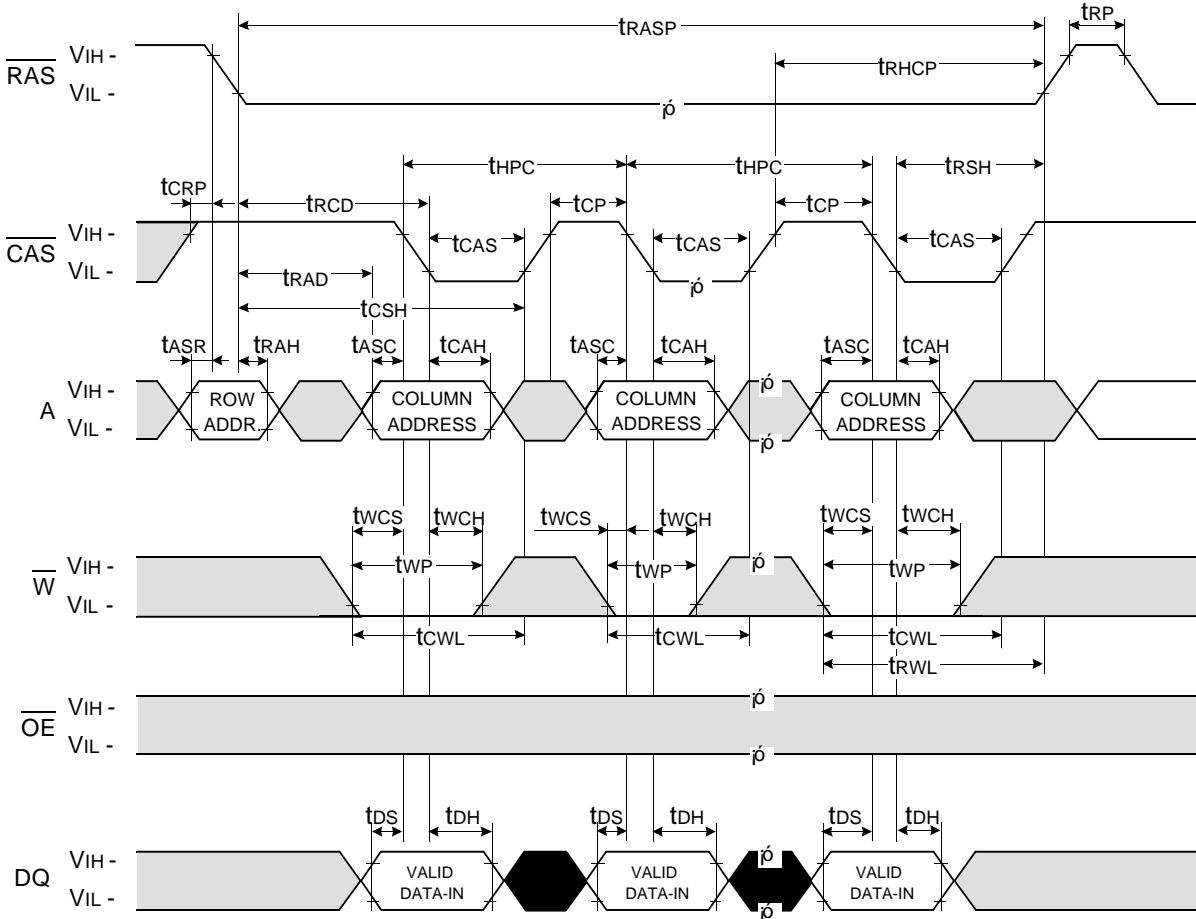 tRASP
tRP
RAS
VIH -
VIL -
tRHCP
¡ó
tHPC
tHPC
tRSH
tCRP
tRCD
tCP
tCP
CAS
VIH -
VIL -
tCAS
tCAS
tCAS
¡ó
tRAD
tCSH
tASR
tRAH
tASC
tCAH
tASC
tCAH
tASC
tCAH
A
VIH -
VIL -
ROW
ADDR.
COLUMN
ADDRESS
COLUMN
ADDRESS
¡ó
¡ó
COLUMN
ADDRESS
tWCS
tWCH
tWCS
tWCH
tWCS
tWCH
W
VIH -
VIL -
tWP
tWP
¡ó
tWP
tCWL
tCWL
tCWL
tRWL
OE
VIH -
VIL -
¡ó
¡ó
tDS
tDH
tDS
tDH
tDS
tDH
DQ
VIH -
VIL -
VALID
DATA-IN
VALID
DATA-IN
¡ó
¡ó
VALID
DATA-IN